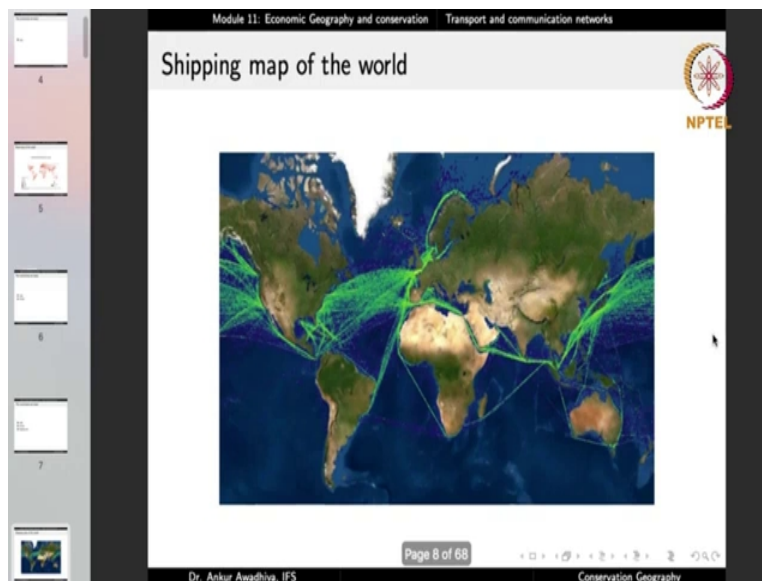 Module 11: Economic Geography and conservation Transport and communication networks
Shipping map of the world
NPTEL
4
5
6
7
Page 8 of 68
Dr. Ankur Awadhiya, IFS Conservation Geography